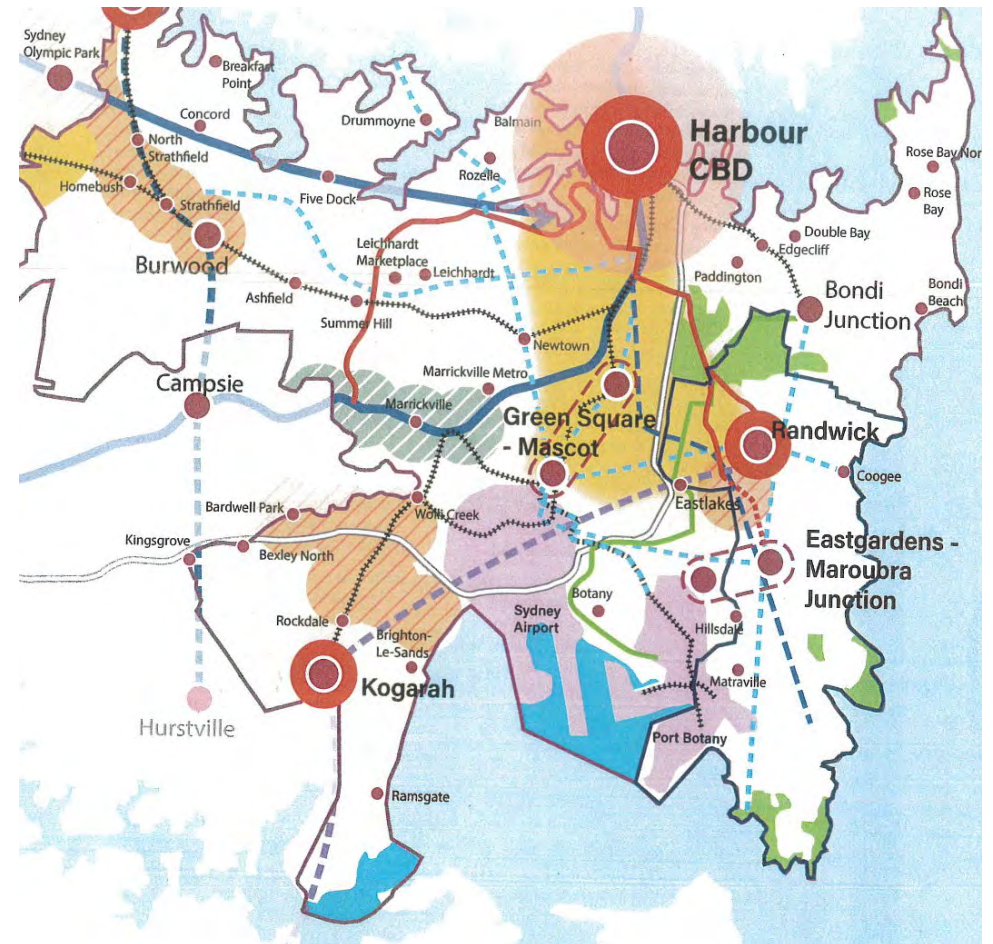 Sydney
Olympic Park
Breakfast
Point
Concord
North
Strathfield
Homebush
Strathfield
Burwood
Drummoyne
Balmain
Rozelle
Five Dock
Harbour
CBD
Rose Bay Nor
Rose
Bay
Double Bay
Edgecliff
Paddington
Bondi
Junction
Bondi
Beach
Leichhardt
Marketplace
Leichhardt
Ashfield
Summer Hill
Newtown
Campsie
Marrickville Metro
Marrickville
Green Square
- Mascot
Randwick
Coogee
Eastlakes
Bardwell Park
Wolli Creek
Kingsgrove
Bexley North
Eastgardens -
Maroubra
Junction
Rockdale
Brighton-
Le-Sands
Sydney
Airport
Botany
Hillsdale
Matraville
Kogarah
Hurstville
Port Botany
Ramsgate